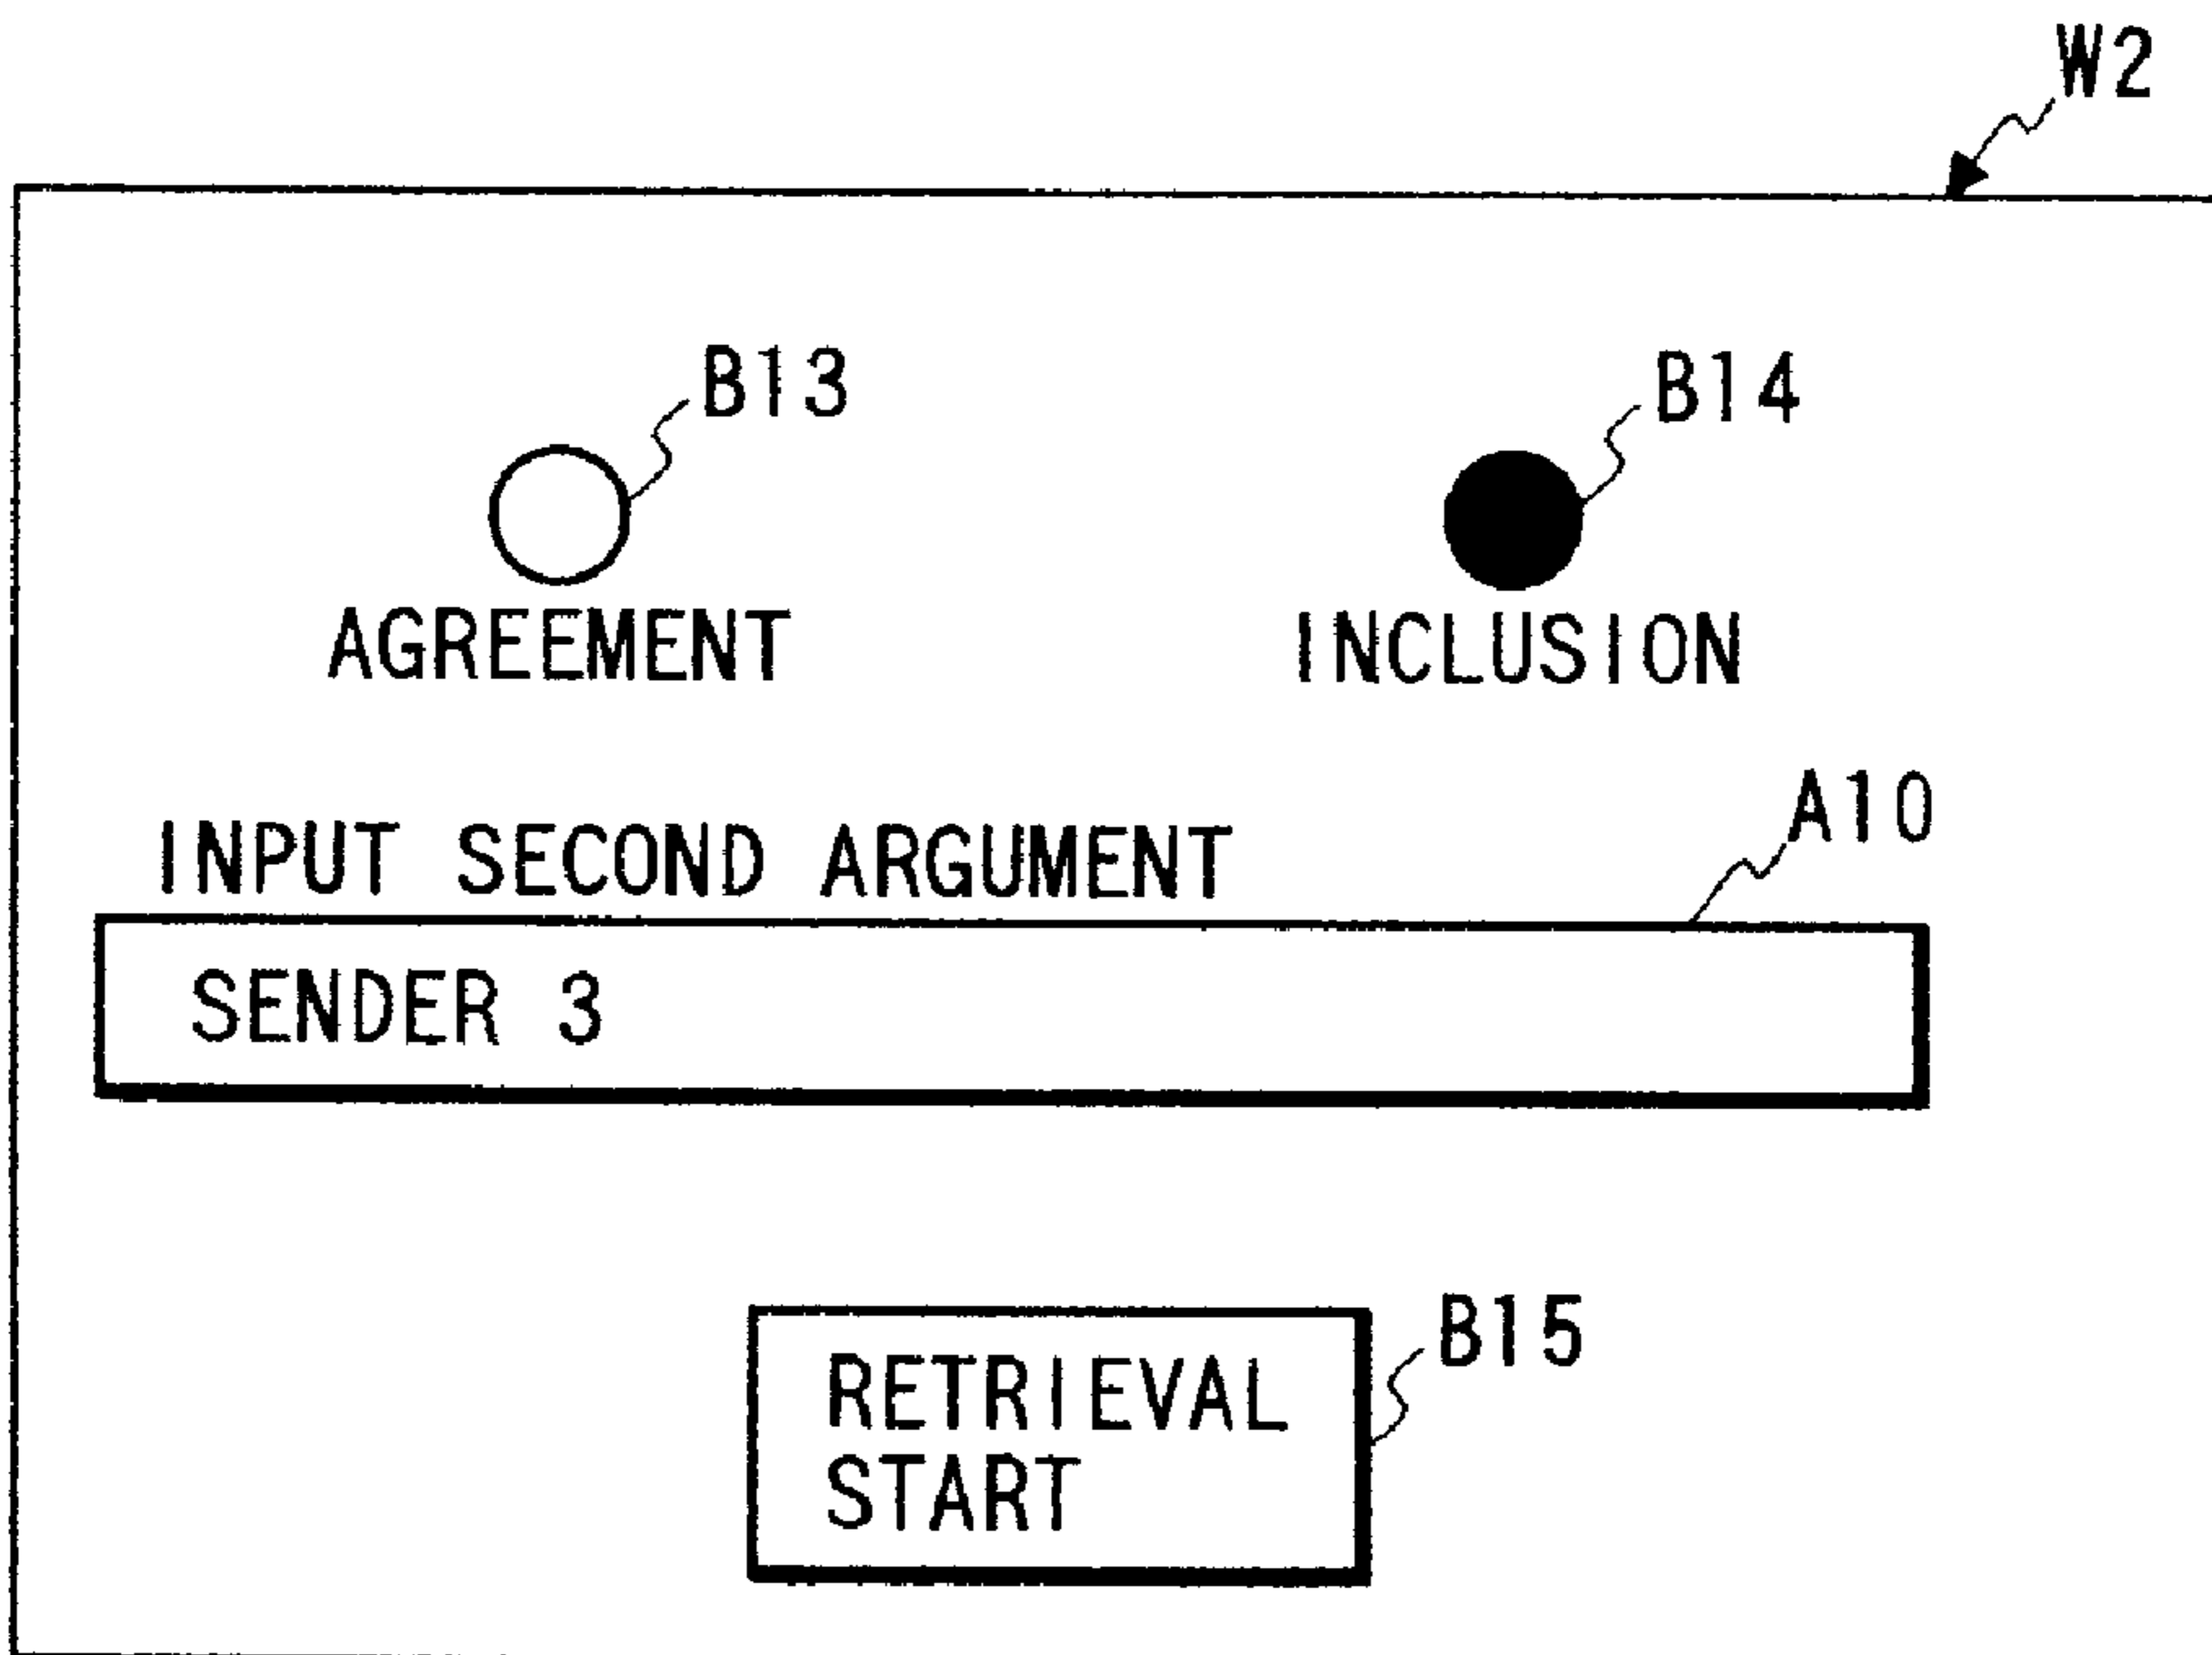 W2
B13
B14
AGREEMENT
INCLUSION
A10
INPUT SECOND ARGUMENT
SENDER 3
B15
RETRIEVAL
START